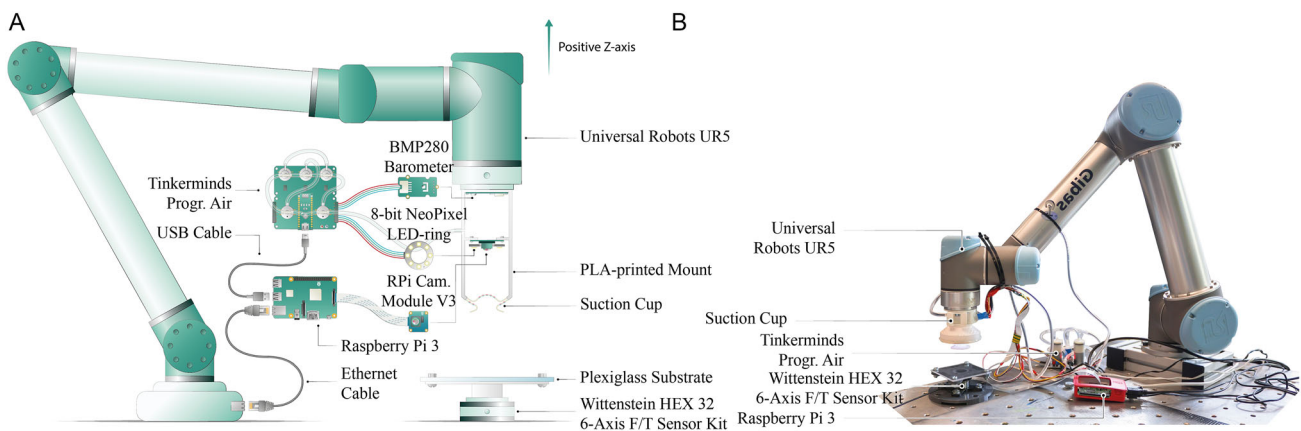 A
Positive Z-axis
Universal Robots UR5
BMP280
Barometer
Tinkerminds
Progr. Air
8-bit NeoPixel
LED-ring
USB Cable
PLA-printed Mount
RPi Cam.
Module V3
Suction Cup
Raspberry Pi 3
Ethernet
Cable
Plexiglass Substrate
Wittenstein HEX 32
6-Axis F/T Sensor Kit
B
Gibas
Universal
Robots UR5
Suction Cup
Tinkerminds
Progr. Air
Wittenstein HEX 32
6-Axis F/T Sensor Kit
Raspberry Pi 3